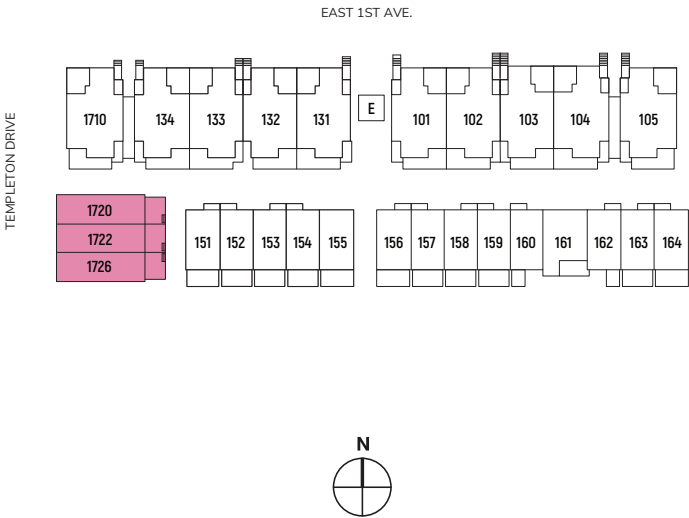 EAST 1ST AVE.
TEMPLETON DRIVE
1710 134 133 132 131 E 101 102 103 104 105
1720
1722
1726
151 152 153 154 155 156 157 158 159 160 161 162 163 164
N